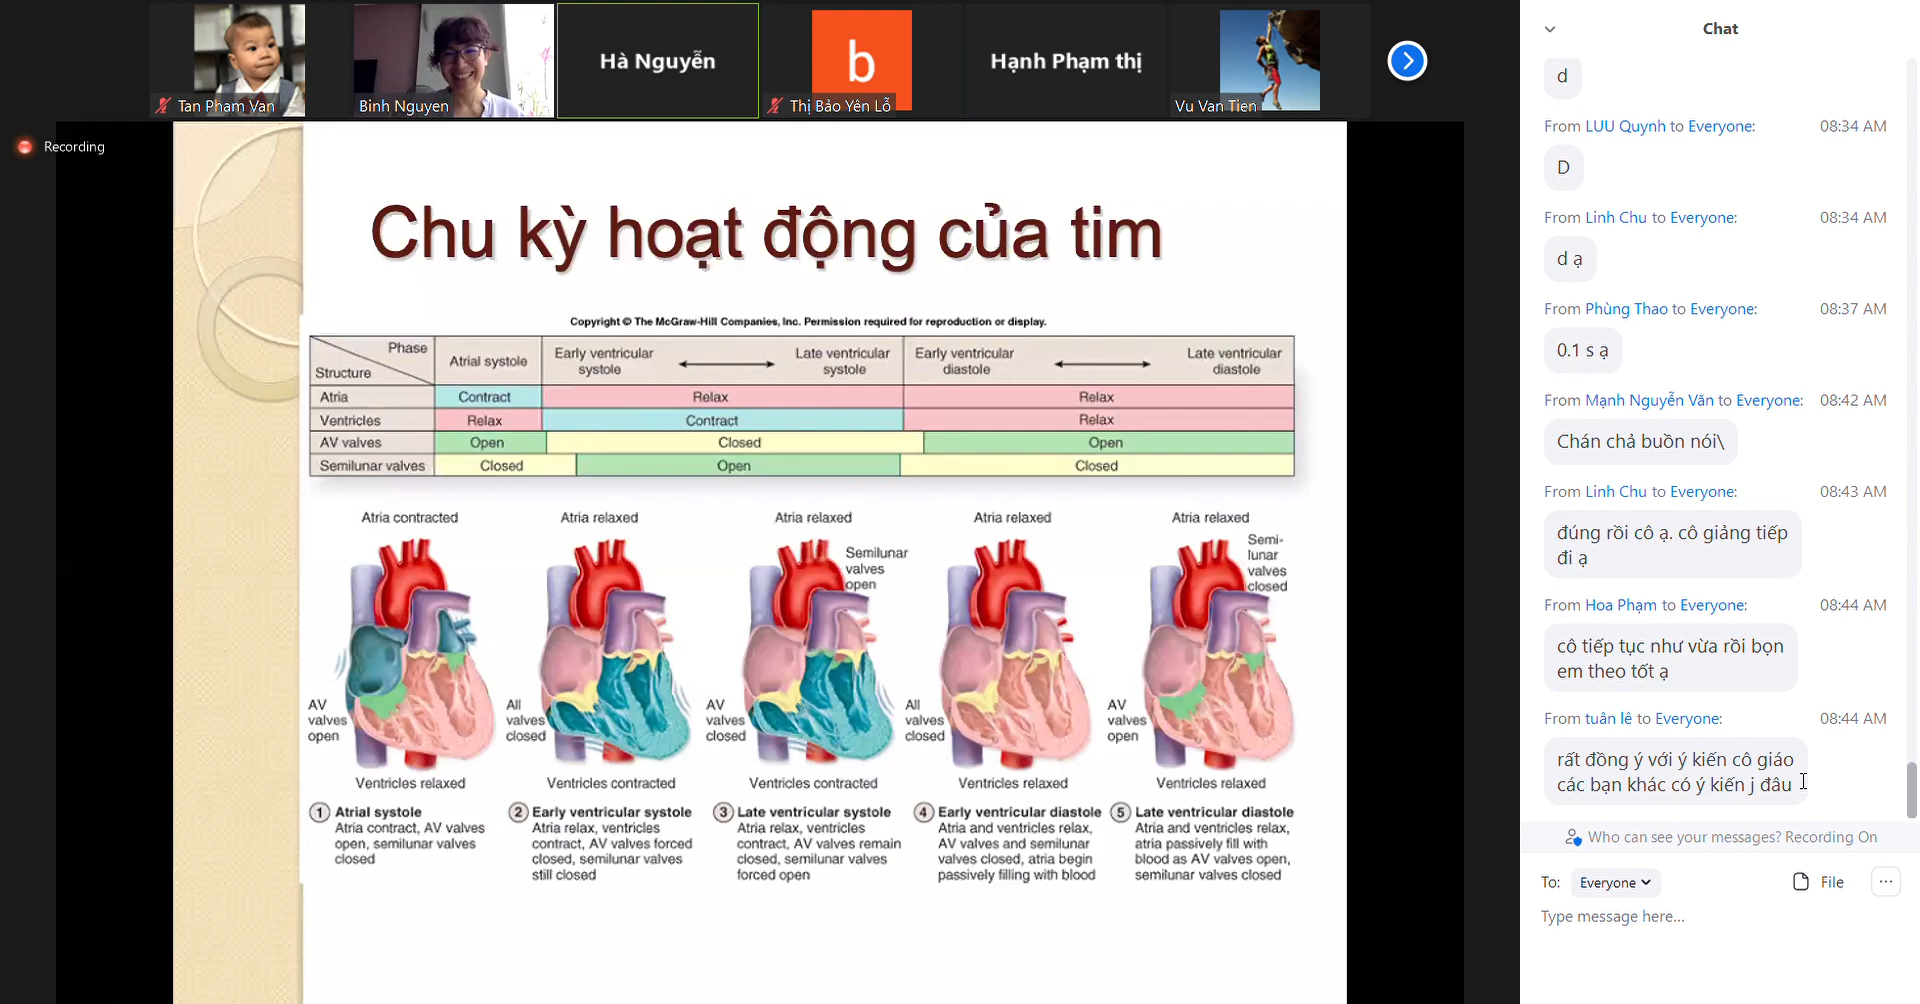 Tan Pham Van
Binh Nguyen
Hà Nguyễn
b
Thị Bảo Yên Lỗ
Hạnh Phạm thị
Vu Van Tien
Recording
Chu kỳ hoạt động của tim
Copyright © The McGraw-Hill Companies, Inc. Permission required for reproduction or display.
Phase
Structure
Atrial systole
Early ventricular
systole
Late ventricular
systole
Early ventricular
diastole
Late ventricular
diastole
Atria Contract Relax Relax
Ventricles Relax Contract Relax
AV valves Open Closed Open
Semilunar valves Closed Open Closed
Atria contracted
Atria relaxed
Atria relaxed
Atria relaxed
Atria relaxed
Semilunar
valves
open
Semi-
lunar
valves
closed
AV
valves
open
All
valves
closed
AV
valves
closed
All
valves
closed
AV
valves
open
Ventricles relaxed
Ventricles contracted
Ventricles contracted
Ventricles relaxed
Ventricles relaxed
1 Atrial systole
Atria contract, AV valves
open, semilunar valves
closed
2 Early ventricular systole
Atria relax, ventricles
contract, AV valves forced
closed, semilunar valves
still closed
3 Late ventricular systole
Atria relax, ventricles
contract, AV valves remain
closed, semilunar valves
forced open
4 Early ventricular diastole
Atria and ventricles relax,
AV valves and semilunar
valves closed, atria begin
passively filling with blood
5 Late ventricular diastole
Atria and ventricles relax,
atria passively fill with
blood as AV valves open,
semilunar valves closed
Chat
d
From LUU Quynh to Everyone: 08:34 AM
D
From Linh Chu to Everyone: 08:34 AM
d ạ
From Phùng Thao to Everyone: 08:37 AM
0.1 s ạ
From Mạnh Nguyễn Văn to Everyone: 08:42 AM
Chán chả buồn nói\
From Linh Chu to Everyone: 08:43 AM
đúng rồi cô ạ. cô giảng tiếp
đi ạ
From Hoa Phạm to Everyone: 08:44 AM
cô tiếp tục như vừa rồi bọn
em theo tốt ạ
From tuân lê to Everyone: 08:44 AM
rất đồng ý với ý kiến cô giáo
các bạn khác có ý kiến j đâu
Who can see your messages? Recording On
To: Everyone File ...
Type message here...